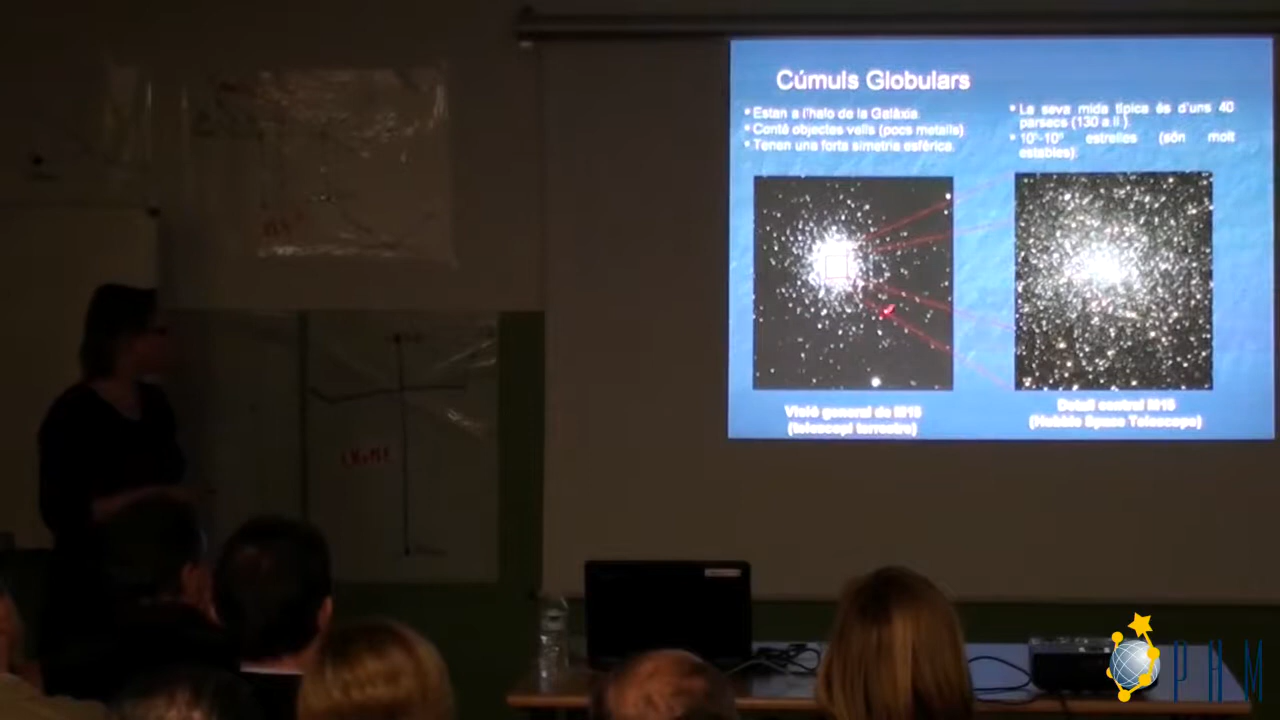 Cúmuls Globulars
* Estan a l'halo de la Galàxia.
* Conté objectes vells (pocs metalls)
* Tenen una forta simetria esfèrica.
* La seva mida típica és d'uns 40
parsecs (130 a.ll.).
estrelles (són molt
estables).
Visió general de M15
(telescopi terrestre)
Detall central M15
(Hubble Space Telescope)
PHM